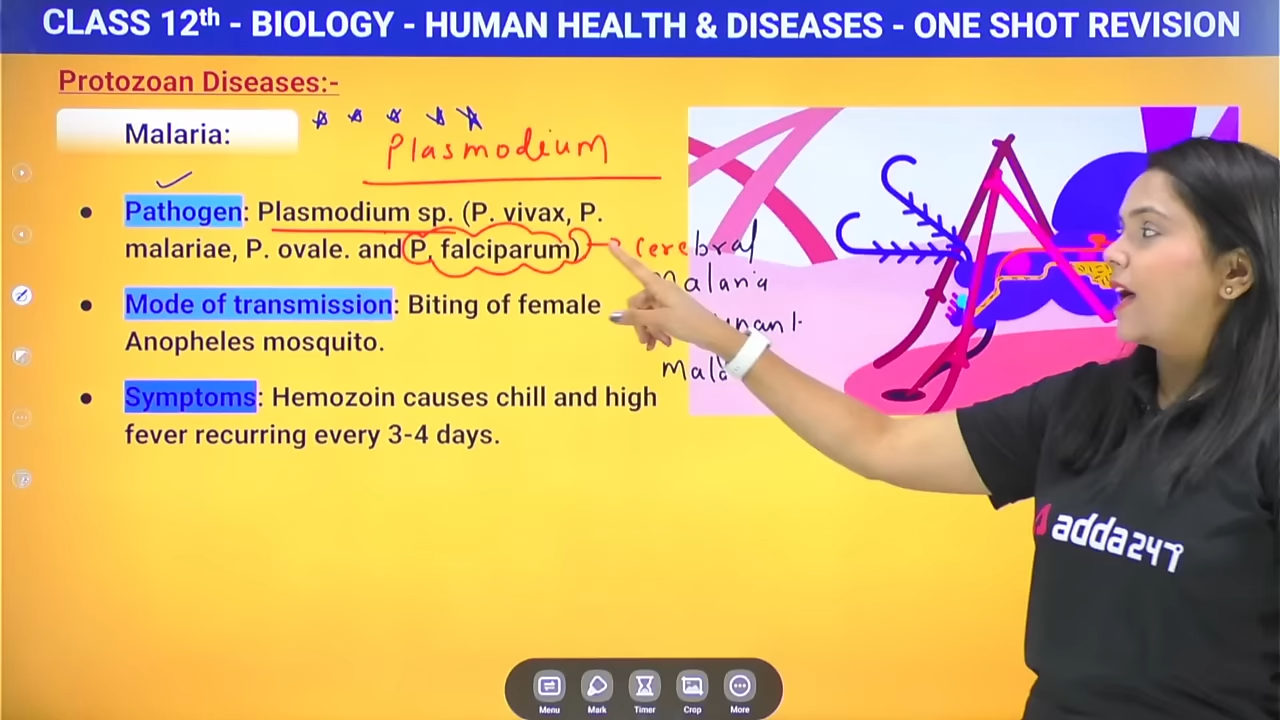 CLASS 12th - BIOLOGY - HUMAN HEALTH & DISEASES - ONE SHOT REVISION
Protozoan Diseases:-
Malaria:
Plasmodium
• Pathogen: Plasmodium sp. (P. vivax, P.
malariae, P. ovale. and P. falciparum)
Cerebral
Malaria
• Mode of transmission: Biting of female
Anopheles mosquito.
• Symptoms: Hemozoin causes chill and high
fever recurring every 3-4 days.
adda247
Menu Mark Timer Crop More